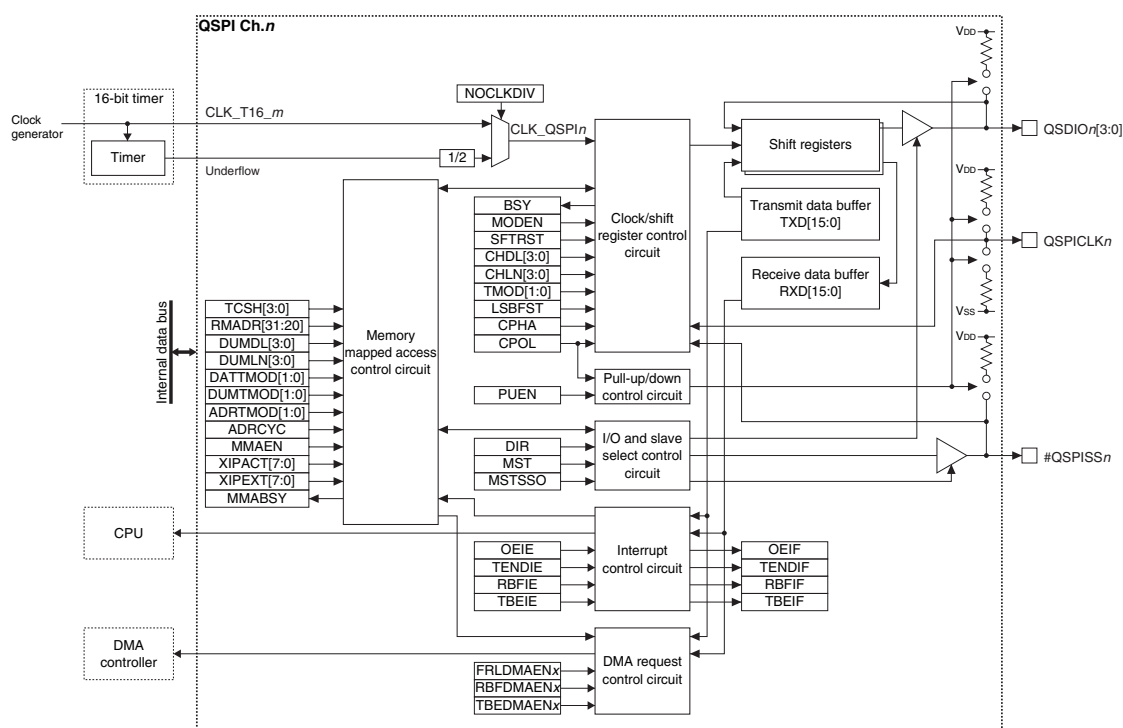 QSPI Ch.n
16-bit timer
Clock
generator
CLK_T16_m
Timer
Underflow
1/2
NOCLKDIV
CLK_QSPIn
Shift registers
VDD
QSDIOn[3:0]
Transmit data buffer
TXD[15:0]
Receive data buffer
RXD[15:0]
VDD
QSPICLKn
VSS
VDD
Clock/shift
register control
circuit
BSY
MODEN
SFTRST
CHDL[3:0]
CHLN[3:0]
TMOD[1:0]
LSBFST
CPHA
CPOL
Internal data bus
TCSH[3:0]
RMADR[31:20]
DUMDL[3:0]
DUMLN[3:0]
DATTMOD[1:0]
DUMTMOD[1:0]
ADRTMOD[1:0]
ADRCYC
MMAEN
XIPACT[7:0]
XIPEXT[7:0]
MMABSY
Memory
mapped access
control circuit
PUEN
Pull-up/down
control circuit
DIR
MST
MSTSSO
I/O and slave
select control
circuit
#QSPISSn
CPU
OEIE
TENDIE
RBFIE
TBEIE
Interrupt
control circuit
OEIF
TENDIF
RBFIF
TBEIF
DMA
controller
FRLDMAENx
RBFDMAENx
TBEDMAENx
DMA request
control circuit